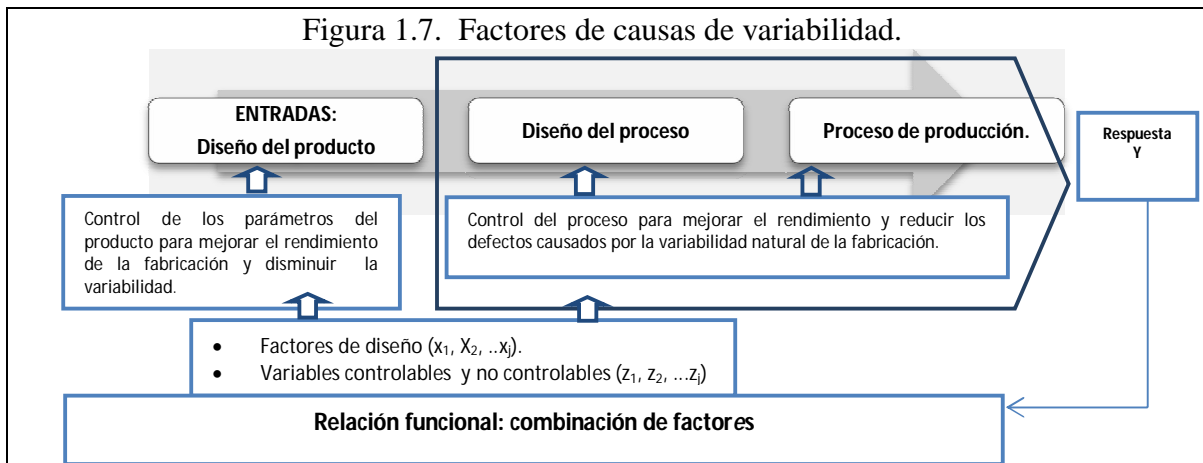 Figura 1.7. Factores de causas de variabilidad.
ENTRADAS:
Diseño del producto
Diseño del proceso
Proceso de producción.
Respuesta
Y
Control de los parámetros del
producto para mejorar el rendimiento
de la fabricación y disminuir la
variabilidad.
Control del proceso para mejorar el rendimiento y reducir los
defectos causados por la variabilidad natural de la fabricación.
• Factores de diseño (x₁, X₂, ..xⱼ).
• Variables controlables y no controlables (z₁, z₂, ...zⱼ)
Relación funcional: combinación de factores